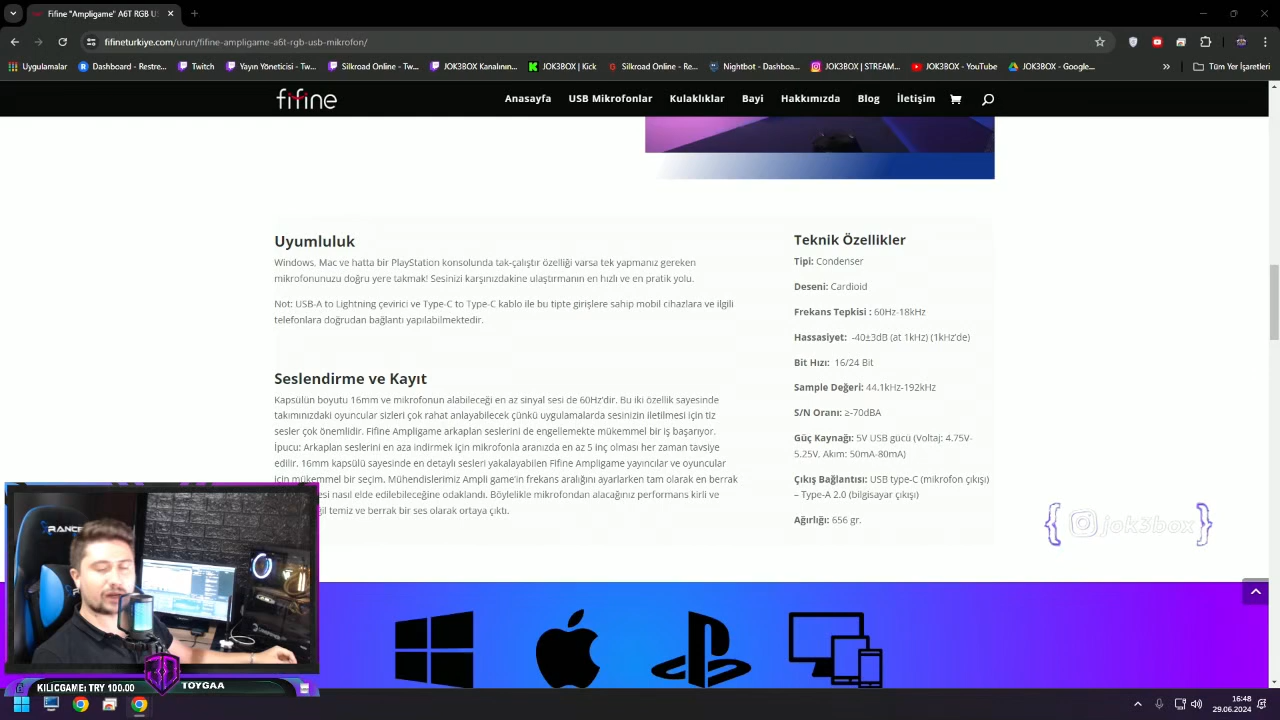 Fifine "Ampligame" A6T RGB US
fifineturkiye.com/urun/fifine-ampligame-a6t-rgb-usb-mikrofon/
Uygulamalar
Dashboard - Restre...
Twitch
Yayın Yöneticisi - Tw...
Silkroad Online - Tw...
JOK3BOX Kanalının...
JOK3BOX | Kick
Silkroad Online - Re...
Nightbot - Dashboa...
JOK3BOX | STREAM...
JOK3BOX - YouTube
JOK3BOX - Google...
»
Tüm Yer İşaretleri
fifine
Anasayfa
USB Mikrofonlar
Kulaklıklar
Bayi
Hakkımızda
Blog
İletişim
Uyumluluk
Windows, Mac ve hatta bir PlayStation konsolunda tak-çalıştır özelliği varsa tek yapmanız gereken
mikrofonunuzu doğru yere takmak! Sesinizi karşınızdakine ulaştırmanın en hızlı ve en pratik yolu.
Not: USB-A to Lightning çevirici ve Type-C to Type-C kablo ile bu tipte girişlere sahip mobil cihazlara ve ilgili
telefonlara doğrudan bağlantı yapılabilmektedir.
Seslendirme ve Kayıt
Kapsülün boyutu 16mm ve mikrofonun alabileceği en az sinyal sesi de 60Hz'dir. Bu iki özellik sayesinde
takımınızdaki oyuncular sizleri çok rahat anlayabilecek çünkü uygulamalarda sesinizin iletilmesi için tiz
sesler çok önemlidir. Fifine Ampligame arkaplan seslerini de engellemekte mükemmel bir iş başarıyor.
İpucu: Arkaplan seslerini en aza indirmek için mikrofonla aranızda en az 5 inç olması her zaman tavsiye
edilir. 16mm kapsülü sayesinde en detaylı sesleri yakalayabilen Fifine Ampligame yayıncılar ve oyuncular
için mükemmel bir seçim. Mühendislerimiz Ampli game'in frekans aralığını ayarlarken tam olarak en berrak
nasıl elde edilebileceğine odaklandı. Böylelikle mikrofondan alacağınız performans kirli ve
temiz ve berrak bir ses olarak ortaya çıktı.
Teknik Özellikler
Tipi: Condenser
Deseni: Cardioid
Frekans Tepkisi : 60Hz-18kHz
Hassasiyet: -40±3dB (at 1kHz) (1kHz'de)
Bit Hızı: 16/24 Bit
Sample Değeri: 44.1kHz-192kHz
S/N Oranı: ≥-70dBA
Güç Kaynağı: 5V USB gücü (Voltaj: 4.75V-
5.25V, Akım: 50mA-80mA)
Çıkış Bağlantısı: USB type-C (mikrofon çıkışı)
– Type-A 2.0 (bilgisayar çıkışı)
Ağırlığı: 656 gr.
jok3box
KILICGAME: TRY 100.00
TOYGAA
16:48
29.06.2024